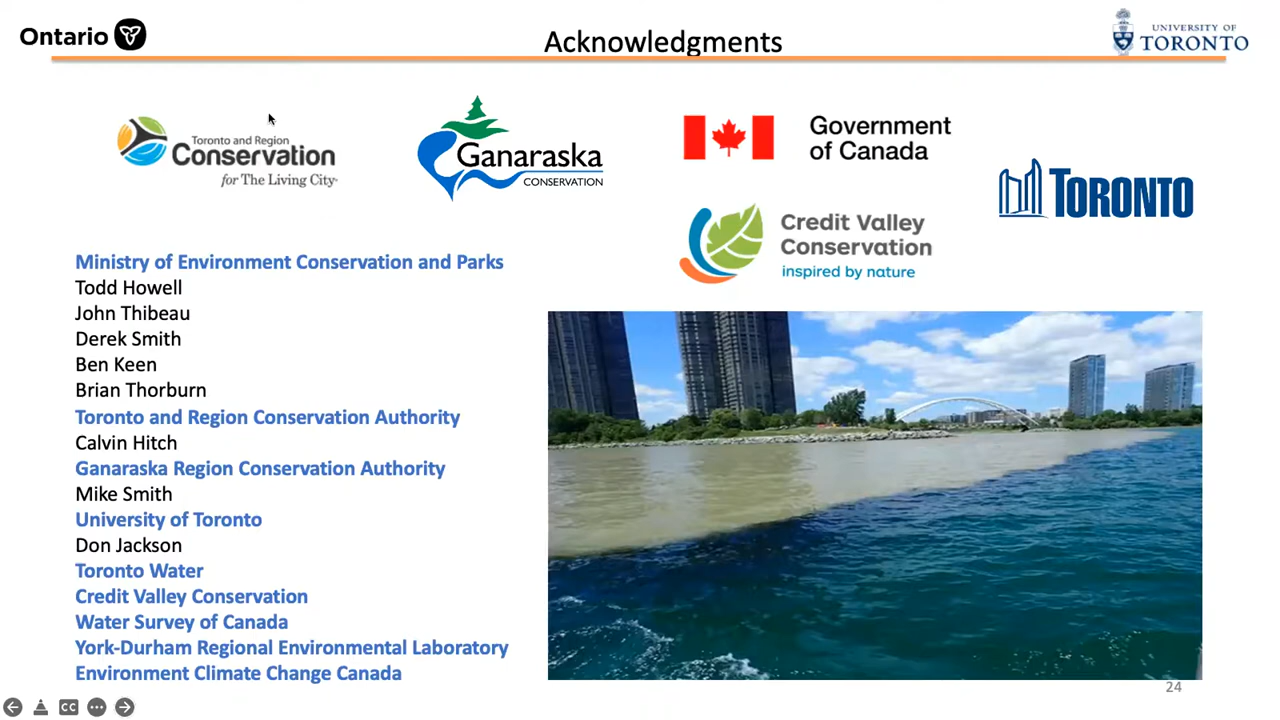 Ontario
Acknowledgments
UNIVERSITY OF
TORONTO
Toronto and Region
Conservation
for The Living City
Ganaraska
CONSERVATION
Government
of Canada
TORONTO
Credit Valley
Conservation
inspired by nature
Ministry of Environment Conservation and Parks
Todd Howell
John Thibeau
Derek Smith
Ben Keen
Brian Thorburn
Toronto and Region Conservation Authority
Calvin Hitch
Ganaraska Region Conservation Authority
Mike Smith
University of Toronto
Don Jackson
Toronto Water
Credit Valley Conservation
Water Survey of Canada
York-Durham Regional Environmental Laboratory
Environment Climate Change Canada
24
CC